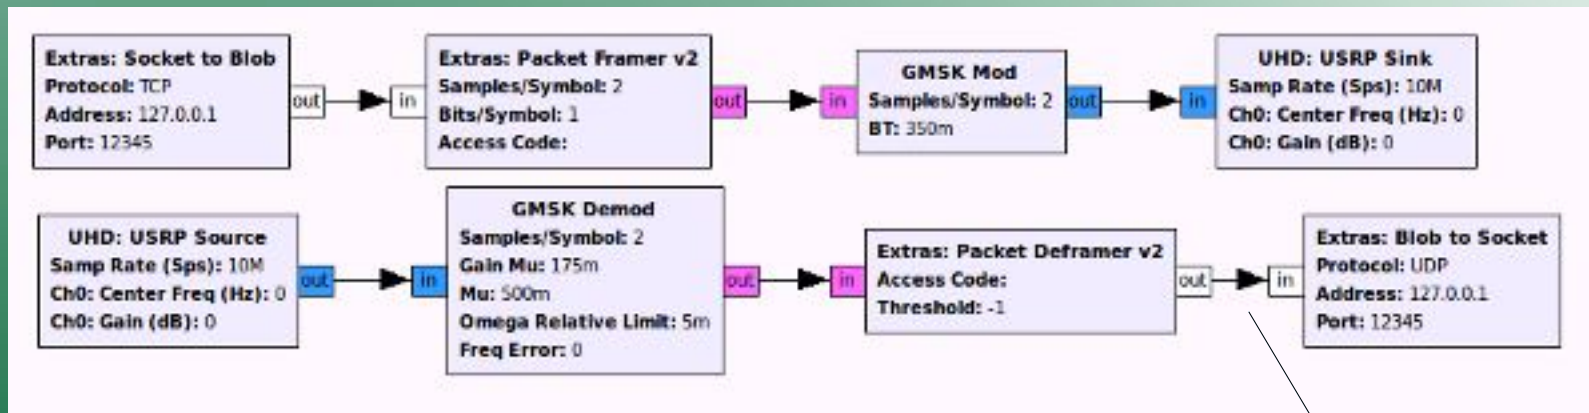 Extras: Socket to Blob
Protocol: TCP
Address: 127.0.0.1
Port: 12345
out
in
Extras: Packet Framer v2
Samples/Symbol: 2
Bits/Symbol: 1
Access Code:
out
in
GMSK Mod
Samples/Symbol: 2
BT: 350m
out
in
UHD: USRP Sink
Samp Rate (Sps): 10M
Ch0: Center Freq (Hz): 0
Ch0: Gain (dB): 0
UHD: USRP Source
Samp Rate (Sps): 10M
Ch0: Center Freq (Hz): 0
Ch0: Gain (dB): 0
out
in
GMSK Demod
Samples/Symbol: 2
Gain Mu: 175m
Mu: 500m
Omega Relative Limit: 5m
Freq Error: 0
out
in
Extras: Packet Deframer v2
Access Code:
Threshold: -1
out
in
Extras: Blob to Socket
Protocol: UDP
Address: 127.0.0.1
Port: 12345